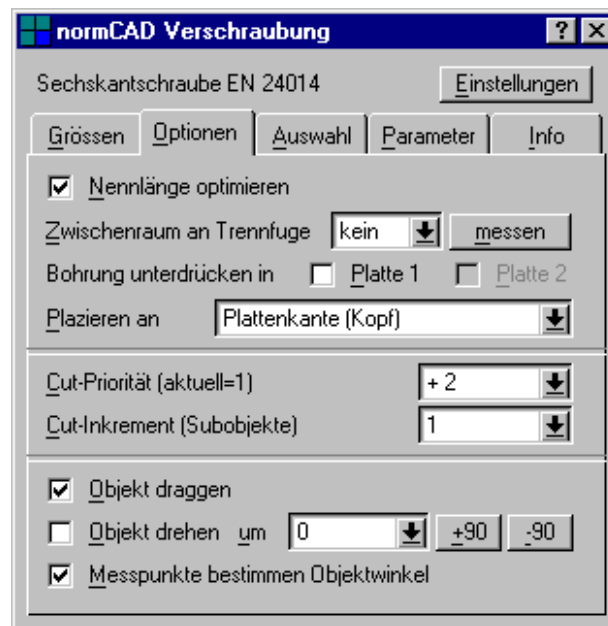 normCAD Verschraubung ? ×
Sechskantschraube EN 24014 Einstellungen
Grössen Optionen Auswahl Parameter Info
Nennlänge optimieren
Zwischenraum an Trennfuge kein messen
Bohrung unterdrücken in Platte 1 Platte 2
Plazieren an Plattenkante (Kopf)
Cut-Priorität (aktuell=1) + 2
Cut-Inkrement (Subobjekte) 1
Objekt draggen
Objekt drehen um 0 +90 -90
Messpunkte bestimmen Objektwinkel